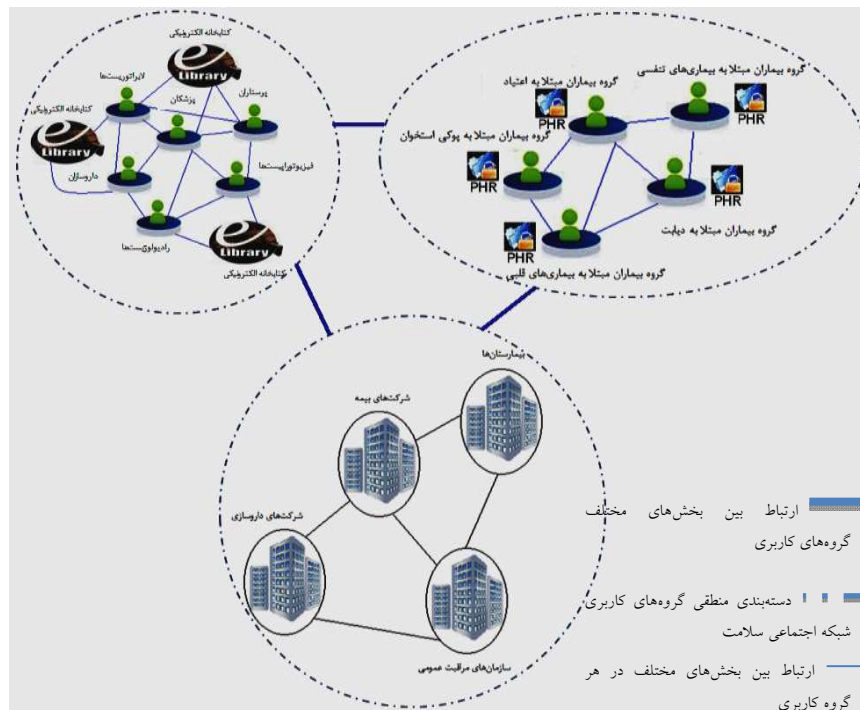 کتابخانه الکترونیکی
e
Library
لابراتوریست‌ها
پزشکان
پرستاران
کتابخانه الکترونیکی
e
Library
داروسازان
فیزیوتراپیست‌ها
رادیولوژیست‌ها
e
Library
کتابخانه الکترونیکی
گروه بیماران مبتلا به بیماری‌های تنفسی
گروه بیماران مبتلا به اعتیاد
PHR
PHR
گروه بیماران مبتلا به پوکی استخوان
PHR
PHR
گروه بیماران مبتلا به دیابت
PHR
گروه بیماران مبتلا به بیماری‌های قلبی
بیمارستان‌ها
شرکت‌های بیمه
شرکت‌های داروسازی
سازمان‌های مراقبت عمومی
ارتباط بین بخش‌های مختلف
گروه‌های کاربری
دسته‌بندی منطقی گروه‌های کاربری
شبکه اجتماعی سلامت
ارتباط بین بخش‌های مختلف در هر
گروه کاربری